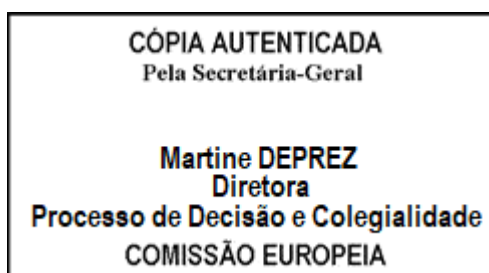 CÓPIA AUTENTICADA
Pela Secretária-Geral
Martine DEPREZ
Diretora
Processo de Decisão e Colegialidade
COMISSÃO EUROPEIA